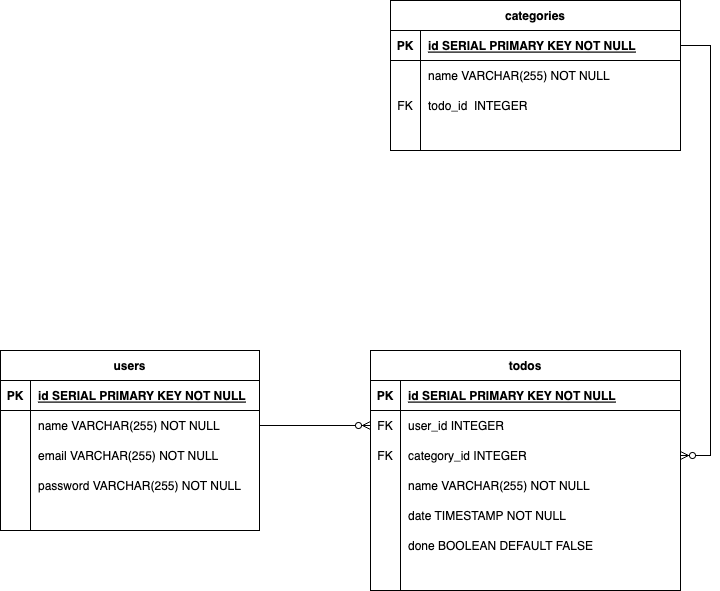 categories
PK id SERIAL PRIMARY KEY NOT NULL
name VARCHAR(255) NOT NULL
FK todo_id INTEGER
users
PK id SERIAL PRIMARY KEY NOT NULL
name VARCHAR(255) NOT NULL
email VARCHAR(255) NOT NULL
password VARCHAR(255) NOT NULL
todos
PK id SERIAL PRIMARY KEY NOT NULL
FK user_id INTEGER
FK category_id INTEGER
name VARCHAR(255) NOT NULL
date TIMESTAMP NOT NULL
done BOOLEAN DEFAULT FALSE